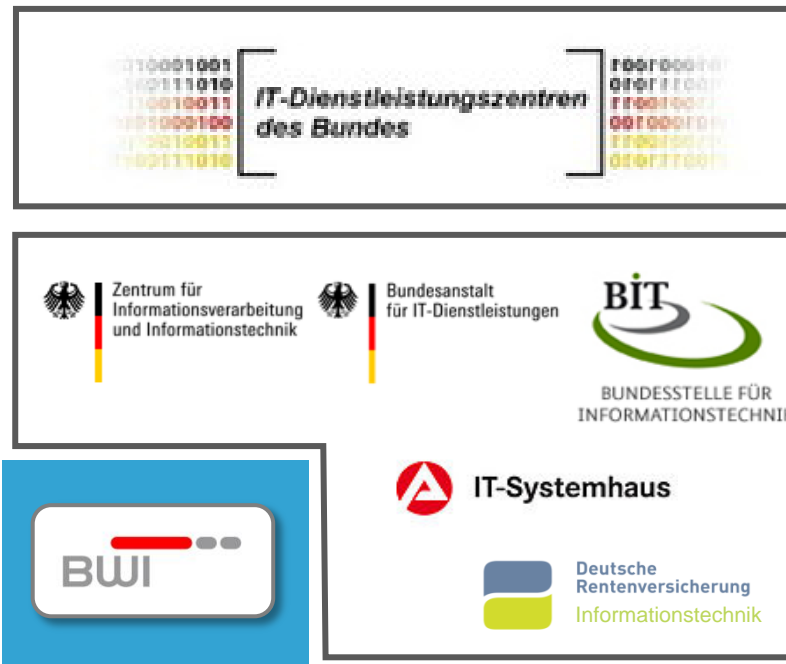 IT-Dienstleistungszentren
des Bundes
Zentrum für
Informationsverarbeitung
und Informationstechnik
Bundesanstalt
für IT-Dienstleistungen
BIT
BUNDESSTELLE FÜR
INFORMATIONSTECHNIK
IT-Systemhaus
BWI
Deutsche
Rentenversicherung
Informationstechnik